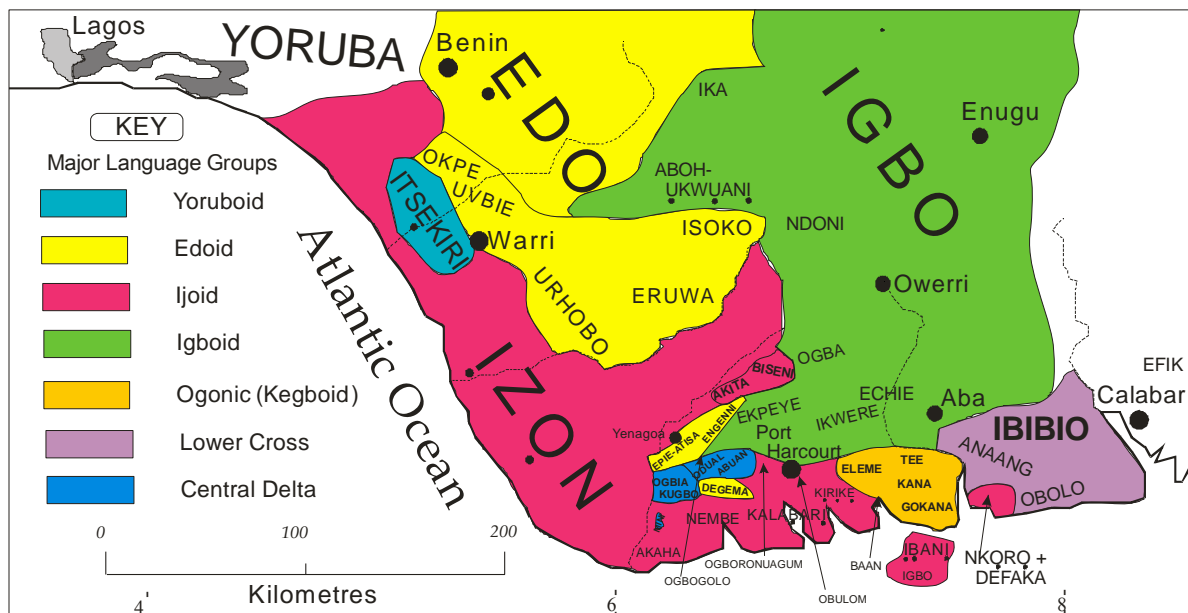 Lagos
YORUBA
Benin
EDO
IKA
IGBO
Enugu
KEY
Major Language Groups
Yoruboid
Edoid
Ijoid
Igboid
Ogonic (Kegboid)
Lower Cross
Central Delta
OKPE
UVBIE
ITSEKIRI
Warri
ABOH-
UKWUANI
ISOKO
NDONI
URHOBO
ERUWA
Owerri
Atlantic Ocean
IZON
OGBA
BISENI
AKITA
ECHIE
EFIK
Calabar
Aba
EKPEYE
IKWERE
ENGENNI
Yenagoa
EPIE-ATISA
Port
Harcourt
IBIBIO
ANAANG
OBOLO
ODUAL
ABUAN
OGBIA
KUGBO
DEGEMA
ELEME
TEE
KANA
GOKANA
KIRIKE
NEMBE
KALABARI
AKAHA
OGBOGOLO
OGBORONUAGUM
OBULOM
BAAN
IBANI
IGBO
NKORO +
DEFAKA
0
100
200
Kilometres
4'
6
8